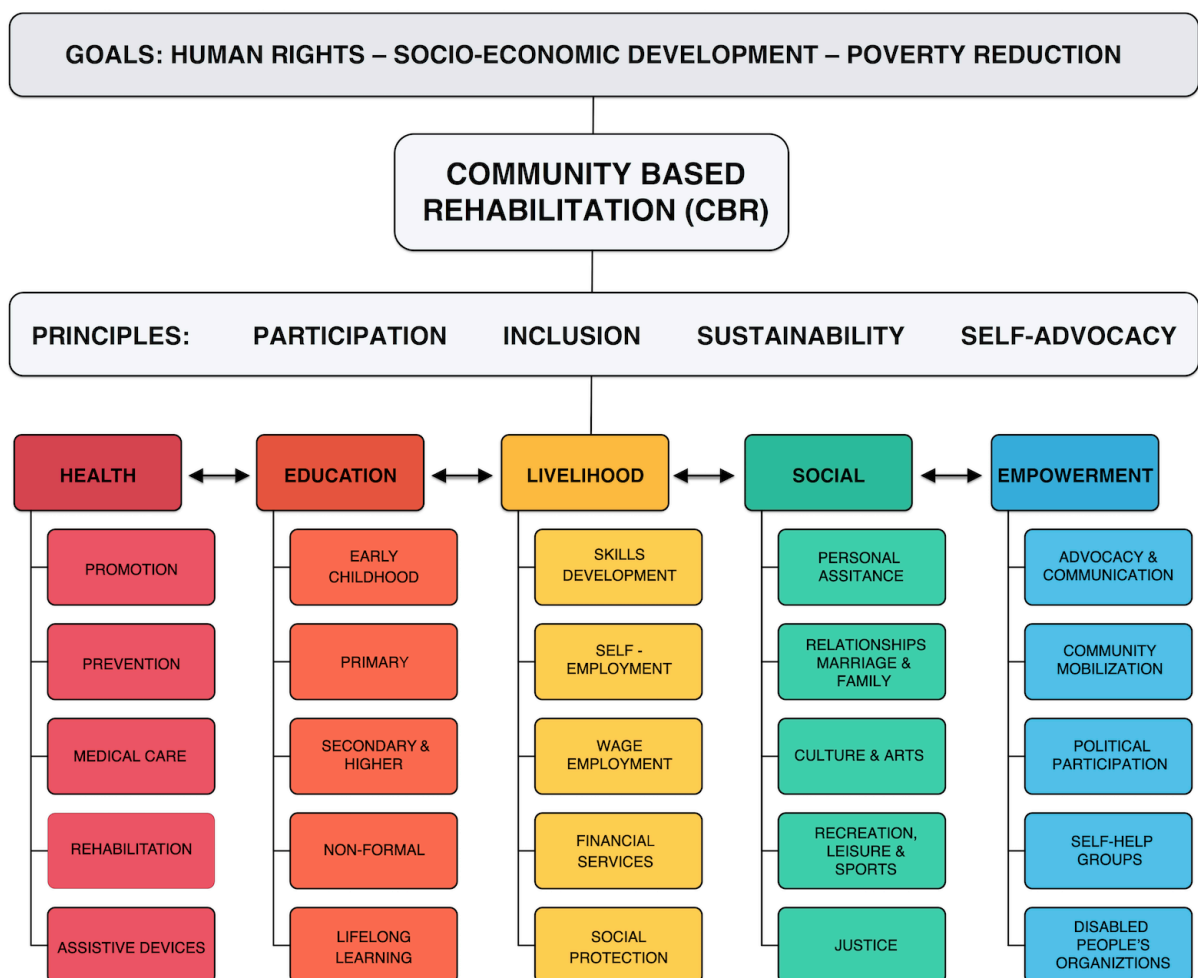 GOALS: HUMAN RIGHTS – SOCIO-ECONOMIC DEVELOPMENT – POVERTY REDUCTION
COMMUNITY BASED
REHABILITATION (CBR)
PRINCIPLES: PARTICIPATION INCLUSION SUSTAINABILITY SELF-ADVOCACY
HEALTH
PROMOTION
PREVENTION
MEDICAL CARE
REHABILITATION
ASSISTIVE DEVICES
EDUCATION
EARLY
CHILDHOOD
PRIMARY
SECONDARY &
HIGHER
NON-FORMAL
LIFELONG
LEARNING
LIVELIHOOD
SKILLS
DEVELOPMENT
SELF -
EMPLOYMENT
WAGE
EMPLOYMENT
FINANCIAL
SERVICES
SOCIAL
PROTECTION
SOCIAL
PERSONAL
ASSITANCE
RELATIONSHIPS
MARRIAGE &
FAMILY
CULTURE & ARTS
RECREATION,
LEISURE &
SPORTS
JUSTICE
EMPOWERMENT
ADVOCACY &
COMMUNICATION
COMMUNITY
MOBILIZATION
POLITICAL
PARTICIPATION
SELF-HELP
GROUPS
DISABLED
PEOPLE'S
ORGANIZTIONS